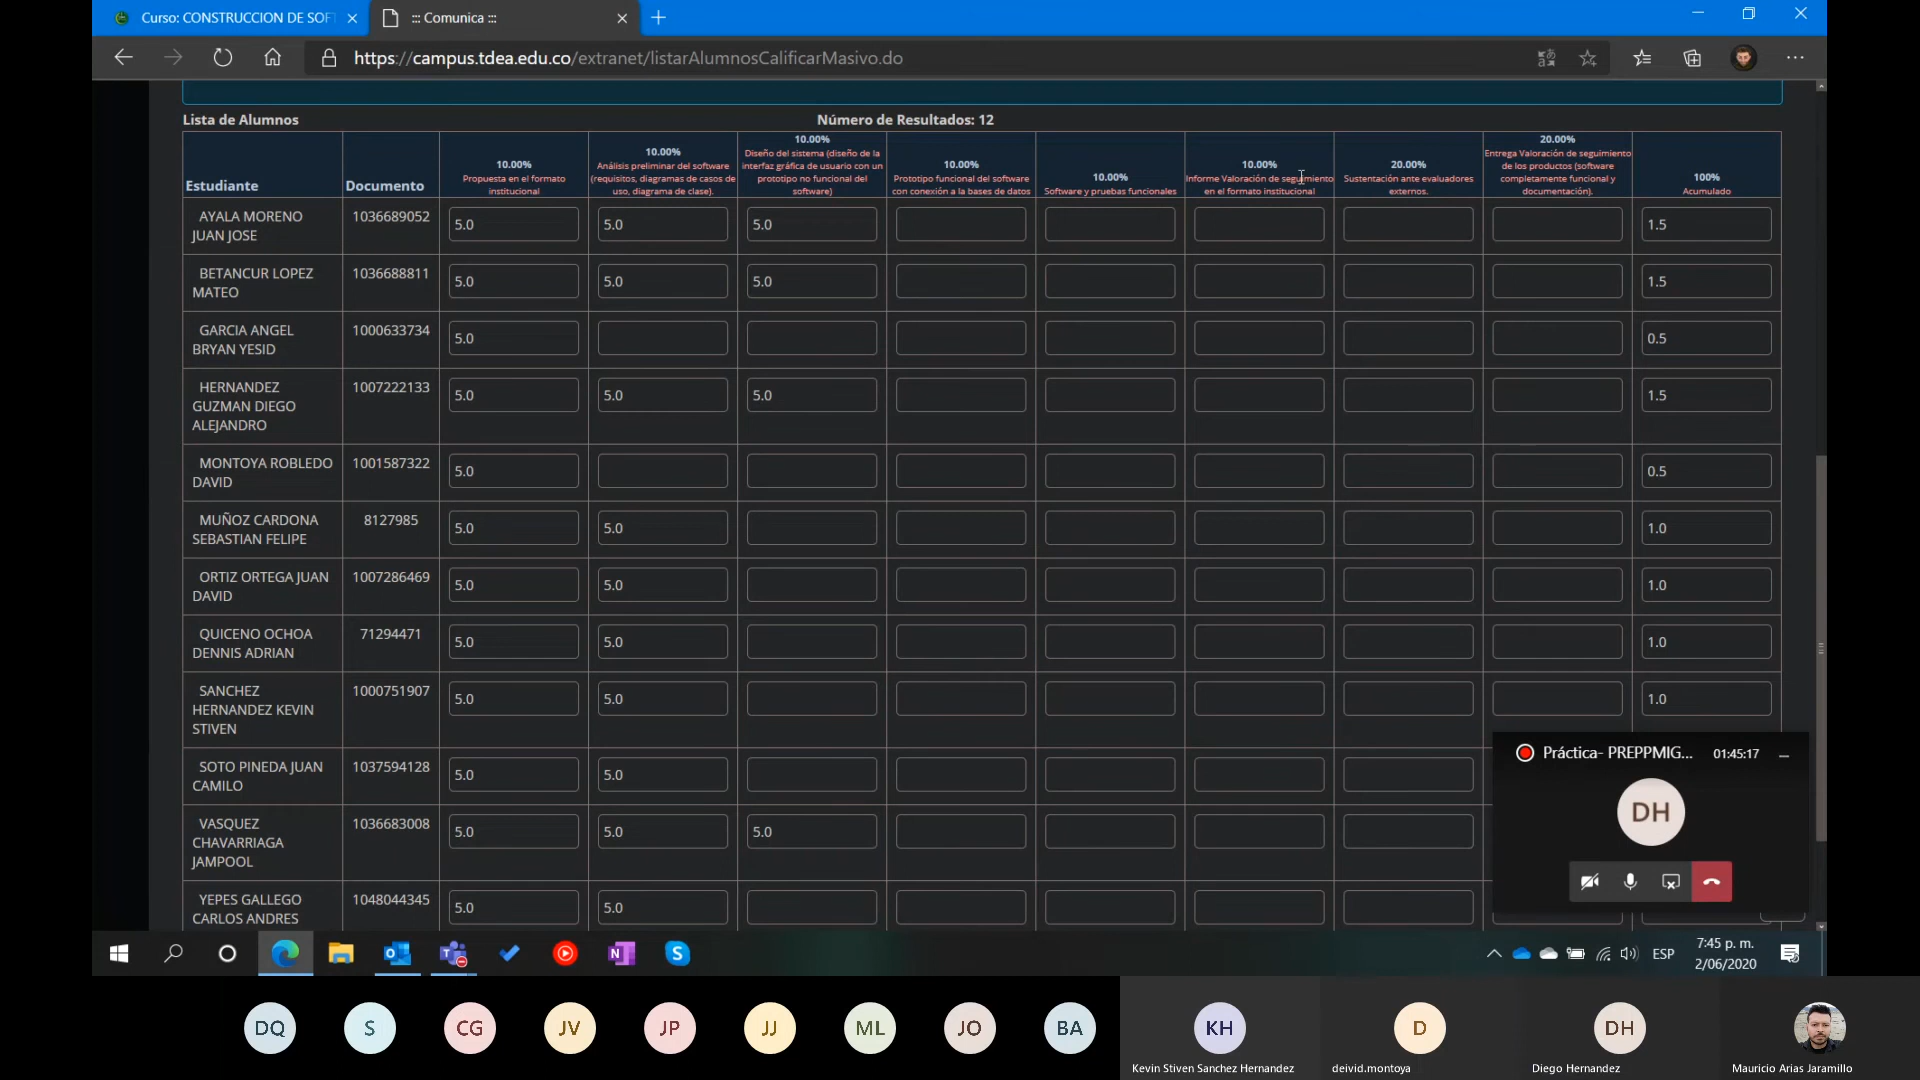 Curso: CONSTRUCCION DE SOF
::: Comunica :::
https://campus.tdea.edu.co/extranet/listarAlumnosCalificarMasivo.do
Lista de Alumnos
Número de Resultados: 12
Estudiante
Documento
10.00%
Propuesta en el formato
institucional
10.00%
Análisis preliminar del software
(requisitos, diagramas de casos de
uso, diagrama de clase).
10.00%
Diseño del sistema (diseño de la
interfaz gráfica de usuario con un
prototipo no funcional del
software)
10.00%
Prototipo funcional del software
con conexión a la bases de datos
10.00%
Software y pruebas funcionales
10.00%
Informe Valoración de seguimiento
en el formato institucional
20.00%
Sustentación ante evaluadores
externos.
20.00%
Entrega Valoración de seguimiento
de los productos (software
completamente funcional y
documentación).
100%
Acumulado
AYALA MORENO
JUAN JOSE
1036689052
5.0
5.0
5.0
1.5
BETANCUR LOPEZ
MATEO
1036688811
5.0
5.0
5.0
1.5
GARCIA ANGEL
BRYAN YESID
1000633734
5.0
0.5
HERNANDEZ
GUZMAN DIEGO
ALEJANDRO
1007222133
5.0
5.0
5.0
1.5
MONTOYA ROBLEDO
DAVID
1001587322
5.0
0.5
MUÑOZ CARDONA
SEBASTIAN FELIPE
8127985
5.0
5.0
1.0
ORTIZ ORTEGA JUAN
DAVID
1007286469
5.0
5.0
1.0
QUICENO OCHOA
DENNIS ADRIAN
71294471
5.0
5.0
1.0
SANCHEZ
HERNANDEZ KEVIN
STIVEN
1000751907
5.0
5.0
1.0
SOTO PINEDA JUAN
CAMILO
1037594128
5.0
5.0
VASQUEZ
CHAVARRIAGA
JAMPOOL
1036683008
5.0
5.0
5.0
YEPES GALLEGO
CARLOS ANDRES
1048044345
5.0
5.0
Práctica- PREPPMIG...
01:45:17
DH
ESP
7:45 p. m.
2/06/2020
DQ
S
CG
JV
JP
JJ
ML
JO
BA
KH
Kevin Stiven Sanchez Hernandez
D
deivid.montoya
DH
Diego Hernandez
Mauricio Arias Jaramillo